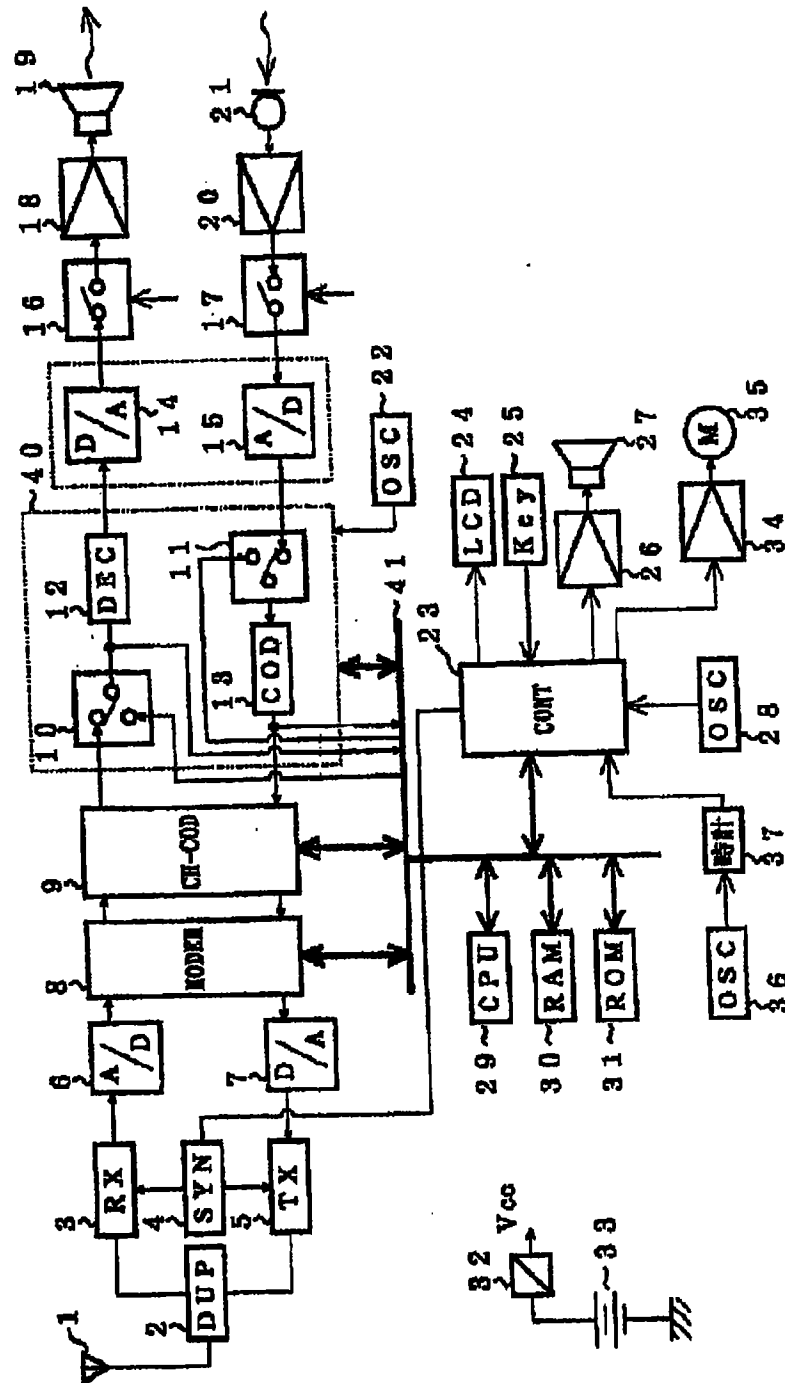 1
2
DUP
3
RX
4
SYN
5
TX
6
A/D
7
D/A
8
MODEM
9
CH-COD
10
11
12
DEC
13
COD
40
D/A
14
15
A/D
16
17
18
19
20
21
OSC
22
41
23
CONT
LCD
24
Key
25
26
27
34
M
35
OSC
28
29
CPU
30
RAM
31
ROM
OSC
36
時計
37
32
Vcc
33